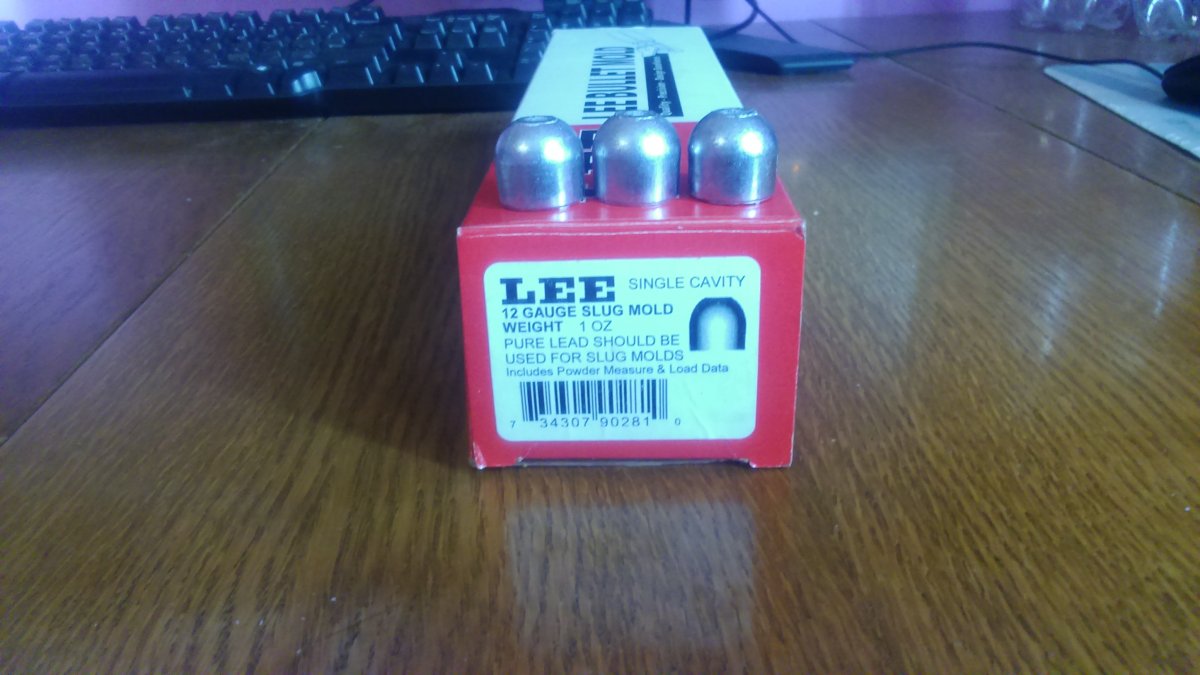 LEE BULLET MOLD
LEE SINGLE CAVITY
12 GAUGE SLUG MOLD
WEIGHT 1 OZ
PURE LEAD SHOULD BE
USED FOR SLUG MOLDS
Includes Powder Measure & Load Data
7 34307 90281 0